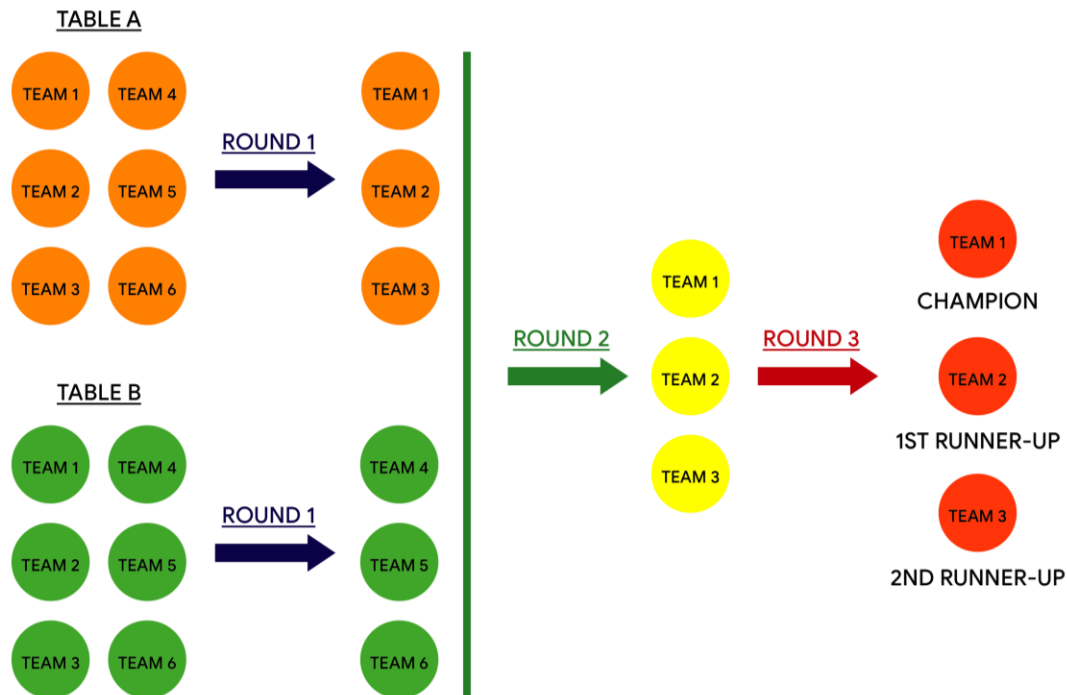 TABLE A
TEAM 1
TEAM 4
TEAM 1
ROUND 1
TEAM 2
TEAM 5
TEAM 2
TEAM 3
TEAM 6
TEAM 3
TABLE B
TEAM 1
TEAM 4
TEAM 4
ROUND 1
TEAM 2
TEAM 5
TEAM 5
TEAM 3
TEAM 6
TEAM 6
ROUND 2
TEAM 1
TEAM 2
TEAM 3
ROUND 3
TEAM 1
CHAMPION
TEAM 2
1ST RUNNER-UP
TEAM 3
2ND RUNNER-UP